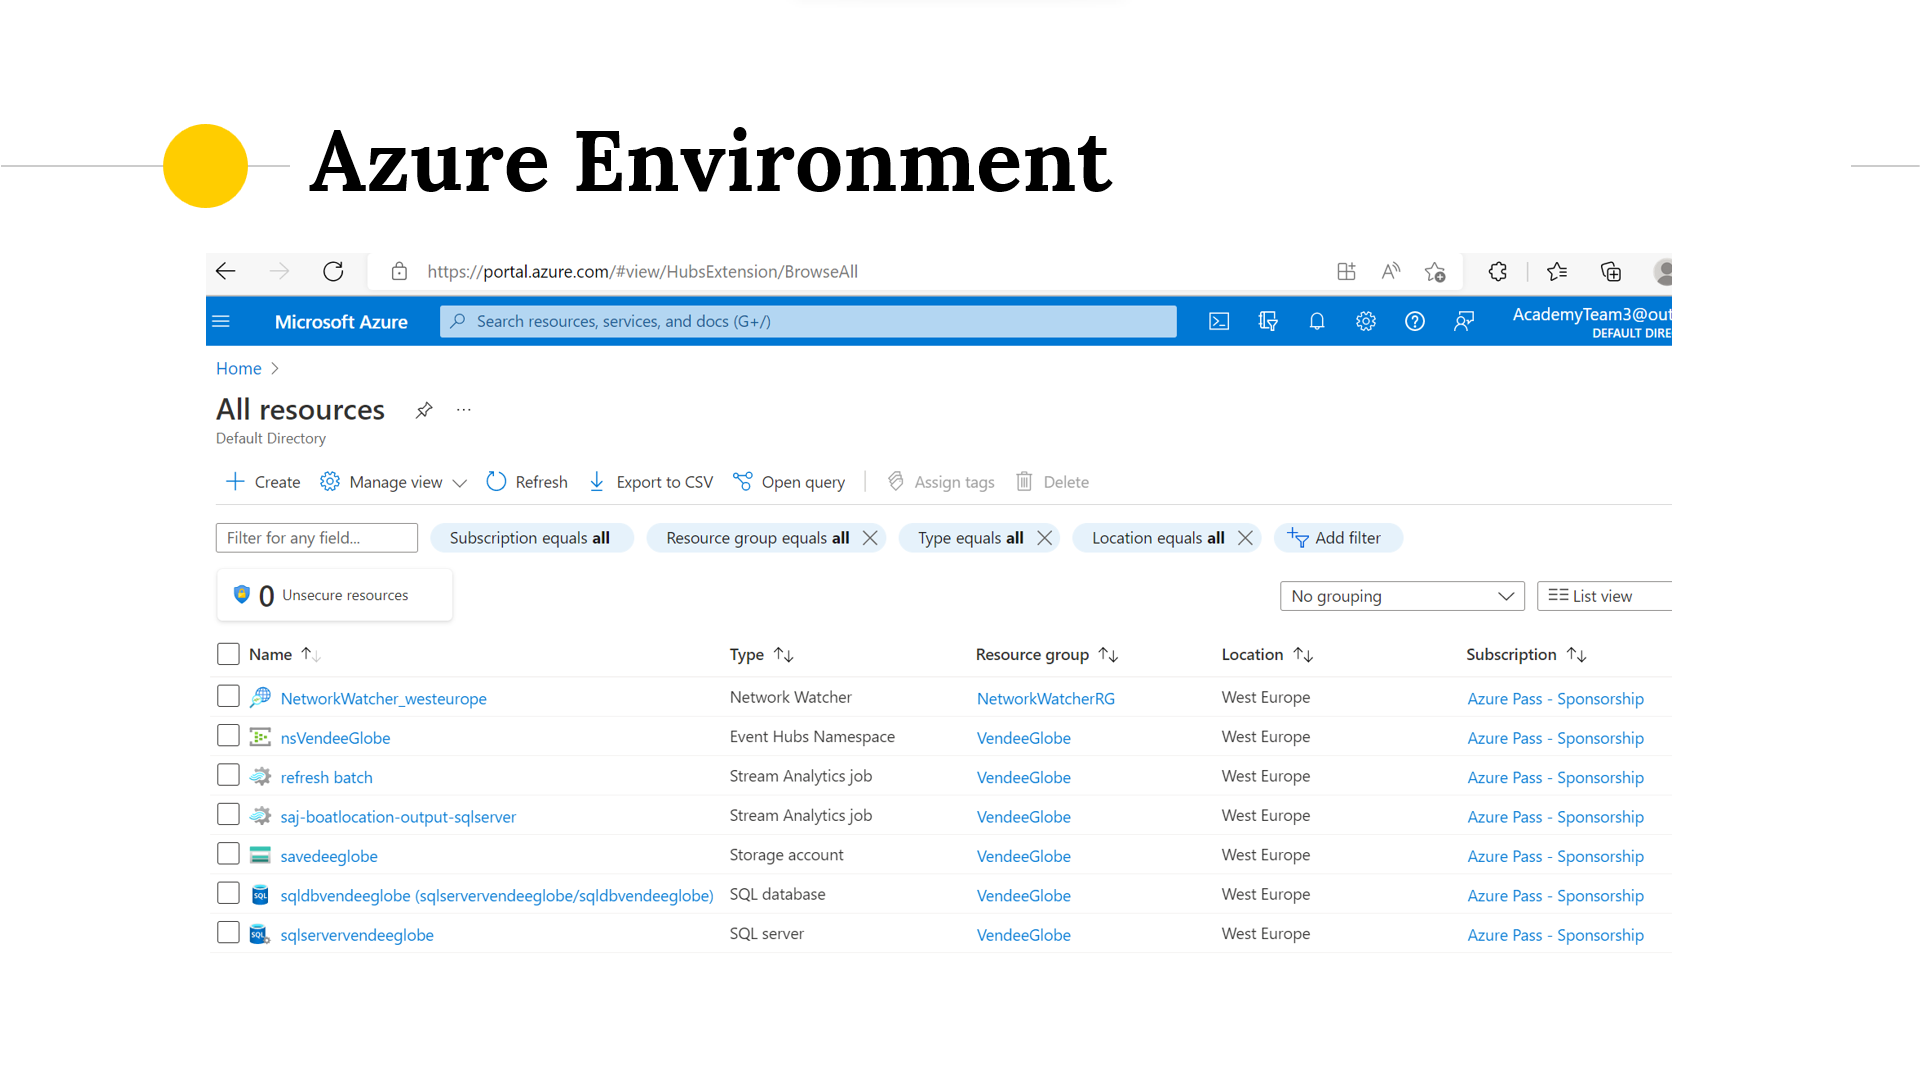 Azure Environment
https://portal.azure.com/#view/HubsExtension/BrowseAll
Microsoft Azure
Search resources, services, and docs (G+/)
AcademyTeam3@out
DEFAULT DIRE
Home
All resources
Default Directory
Create Manage view Refresh Export to CSV Open query Assign tags Delete
Filter for any field... Subscription equals all Resource group equals all Type equals all Location equals all Add filter
0 Unsecure resources
No grouping List view
Name Type Resource group Location Subscription
NetworkWatcher_westeurope Network Watcher NetworkWatcherRG West Europe Azure Pass - Sponsorship
nsVendeeGlobe Event Hubs Namespace VendeeGlobe West Europe Azure Pass - Sponsorship
refresh batch Stream Analytics job VendeeGlobe West Europe Azure Pass - Sponsorship
saj-boatlocation-output-sqlserver Stream Analytics job VendeeGlobe West Europe Azure Pass - Sponsorship
savedeeglobe Storage account VendeeGlobe West Europe Azure Pass - Sponsorship
sqldbvendeeglobe (sqlservervendeeglobe/sqldbvendeeglobe) SQL database VendeeGlobe West Europe Azure Pass - Sponsorship
sqlservervendeeglobe SQL server VendeeGlobe West Europe Azure Pass - Sponsorship